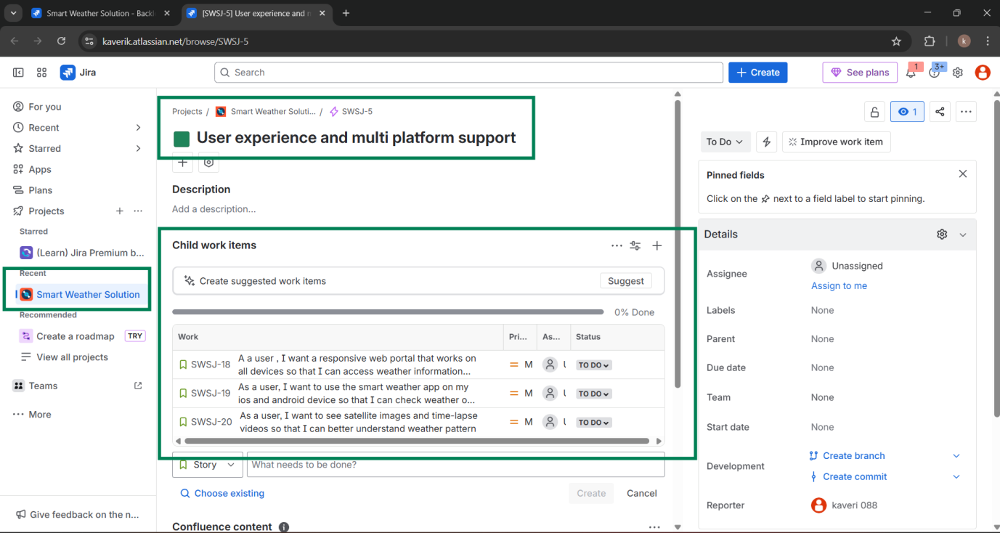 Smart Weather Solution - Backl
[SWSJ-5] User experience and m
kaverik.atlassian.net/browse/SWSJ-5
k
Jira
Search
Create
See plans
1
3+
For you
Recent
Starred
Apps
Plans
Projects
Starred
(Learn) Jira Premium b...
Recent
Smart Weather Solution
Recommended
Create a roadmap TRY
View all projects
Teams
More
Give feedback on the n...
Projects / Smart Weather Soluti... / SWSJ-5
User experience and multi platform support
Description
Add a description...
Child work items
Create suggested work items
Suggest
0% Done
Work Pri... As... Status
SWSJ-18 A a user , I want a responsive web portal that works on
all devices so that I can access weather information...
M TO DO
SWSJ-19 As a user, I want to use the smart weather app on my
ios and android device so that I can check weather o...
M TO DO
SWSJ-20 As a user, I want to see satellite images and time-lapse
videos so that I can better understand weather pattern
M TO DO
Story
What needs to be done?
Choose existing
Create
Cancel
Confluence content
1
To Do
Improve work item
Pinned fields
Click on the next to a field label to start pinning.
Details
Assignee Unassigned
Assign to me
Labels None
Parent None
Due date None
Team None
Start date None
Development Create branch
Create commit
Reporter kaveri 088